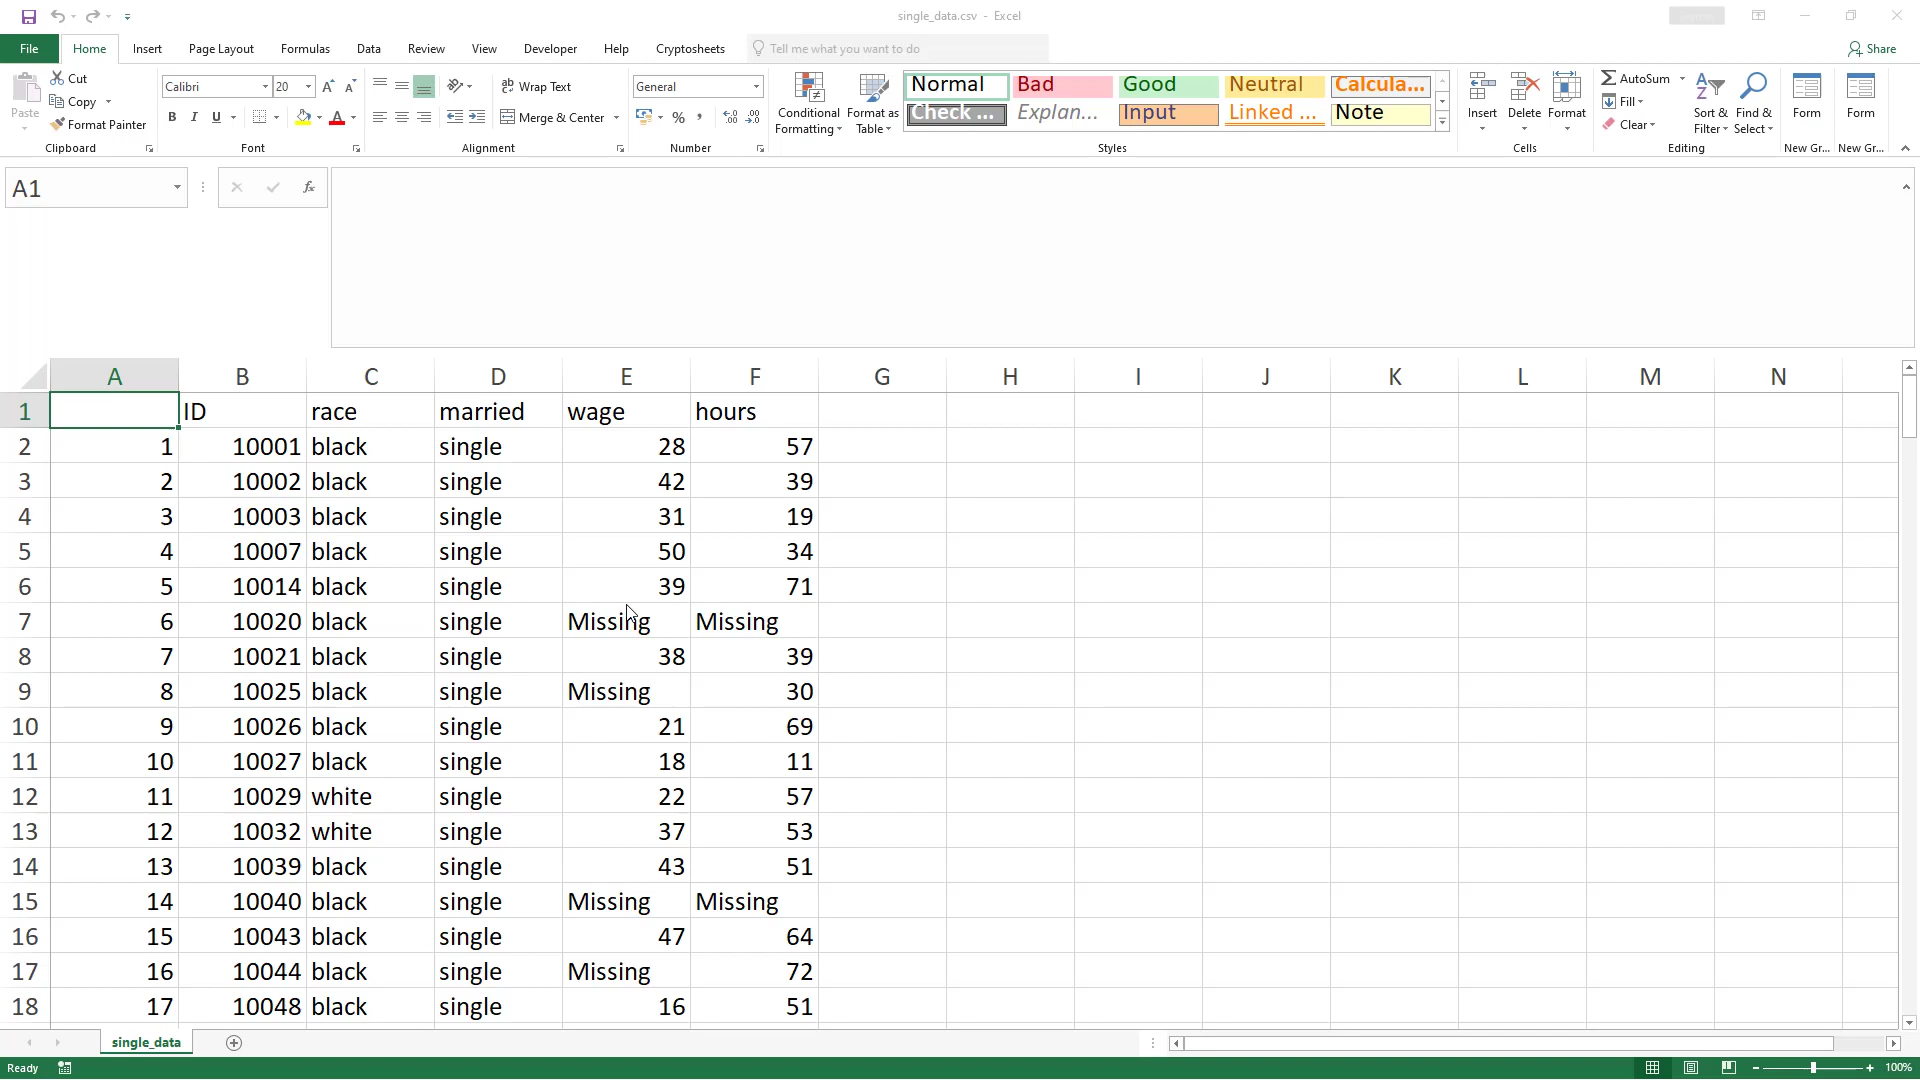 single_data.csv - Excel
File Home Insert Page Layout Formulas Data Review View Developer Help Cryptosheets Tell me what you want to do Share
Paste Cut Copy Format Painter Clipboard
Calibri 20 A A B I U A Font
Wrap Text Merge & Center Alignment
General % , Number
Conditional Formatting Format as Table
Normal Bad Good Neutral Calcula...
Check ... Explan... Input Linked ... Note
Styles
Insert Delete Format Cells
AutoSum Fill Clear Sort & Filter Find & Select Editing
Form New Gr... Form New Gr...
A1 fx
A B C D E F G H I J K L M N
1 ID race married wage hours
2 1 10001 black single 28 57
3 2 10002 black single 42 39
4 3 10003 black single 31 19
5 4 10007 black single 50 34
6 5 10014 black single 39 71
7 6 10020 black single Missing Missing
8 7 10021 black single 38 39
9 8 10025 black single Missing 30
10 9 10026 black single 21 69
11 10 10027 black single 18 11
12 11 10029 white single 22 57
13 12 10032 white single 37 53
14 13 10039 black single 43 51
15 14 10040 black single Missing Missing
16 15 10043 black single 47 64
17 16 10044 black single Missing 72
18 17 10048 black single 16 51
single_data
Ready 100%